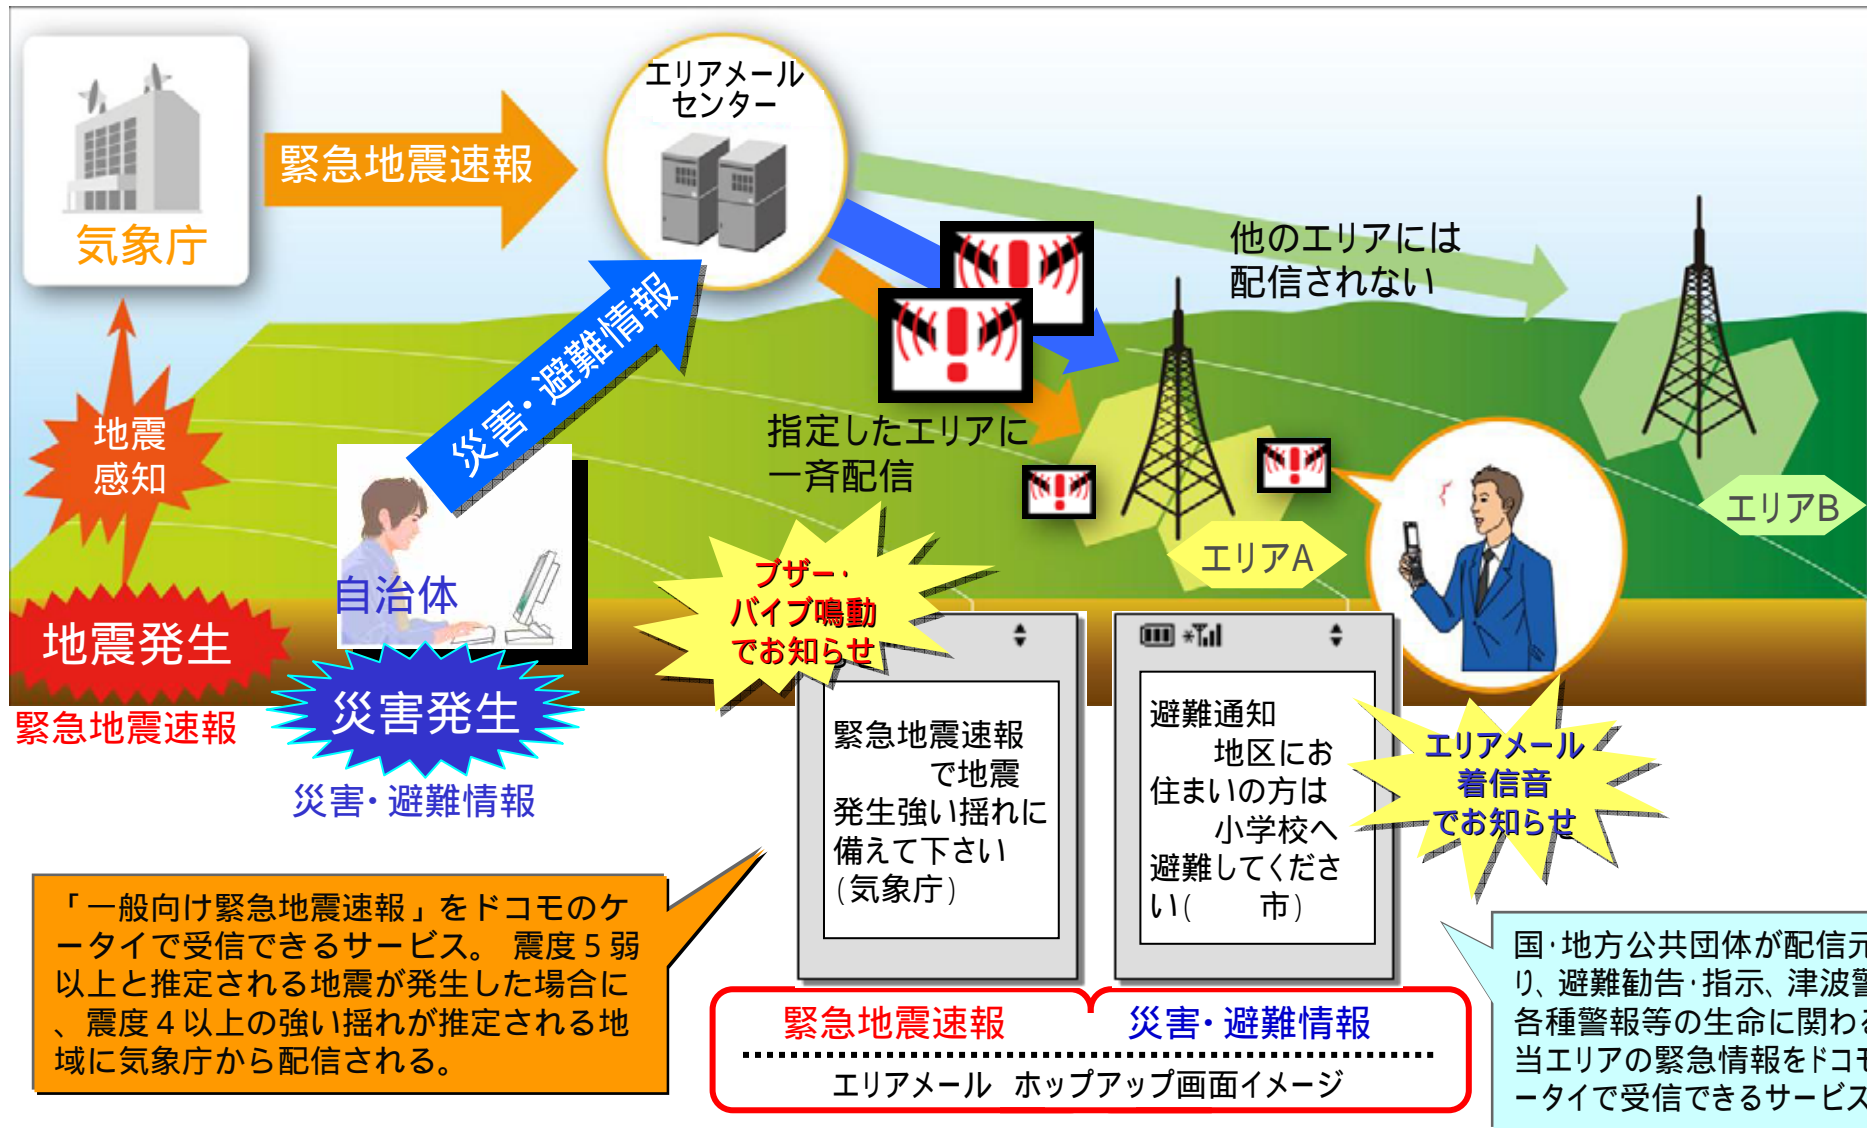 エリアメール
センター
緊急地震速報
気象庁
他のエリアには
配信されない
災害・避難情報
地震
感知
指定したエリアに
一斉配信
エリアB
エリアA
自治体
ブザー・
バイブ鳴動
でお知らせ
地震発生
緊急地震速報
災害発生
災害・避難情報
緊急地震速報
で地震
発生強い揺れに
備えて下さい
(気象庁)
避難通知
地区にお
住まいの方は
小学校へ
避難してくださ
い(　　市)
エリアメール
着信音
でお知らせ
「一般向け緊急地震速報」をドコモのケ
ータイで受信できるサービス。 震度5弱
以上と推定される地震が発生した場合に
、震度4以上の強い揺れが推定される地
域に気象庁から配信される。
緊急地震速報　災害・避難情報
エリアメール ホップアップ画面イメージ
国・地方公共団体が配信元
り、避難勧告・指示、津波警
各種警報等の生命に関わる
当エリアの緊急情報をドコモ
ータイで受信できるサービス